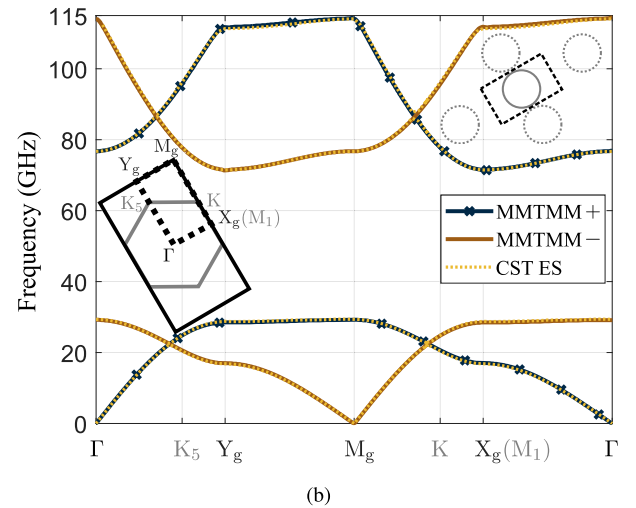 115
100
80
60
40
20
0
Frequency (GHz)
Y_g
M_g
K_5
K
X_g(M_1)
Γ
MMTMM+
MMTMM−
CST ES
Γ K_5 Y_g M_g K X_g(M_1) Γ
(b)